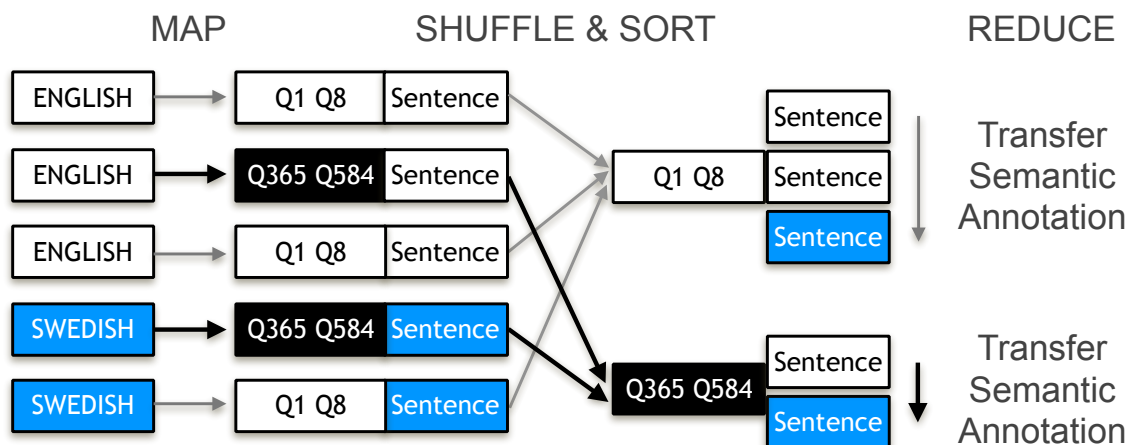 MAP
SHUFFLE & SORT
REDUCE
ENGLISH
Q1 Q8
Sentence
ENGLISH
Q365 Q584
Sentence
ENGLISH
Q1 Q8
Sentence
SWEDISH
Q365 Q584
Sentence
SWEDISH
Q1 Q8
Sentence
Q1 Q8
Sentence
Sentence
Sentence
Transfer
Semantic
Annotation
Q365 Q584
Sentence
Sentence
Transfer
Semantic
Annotation